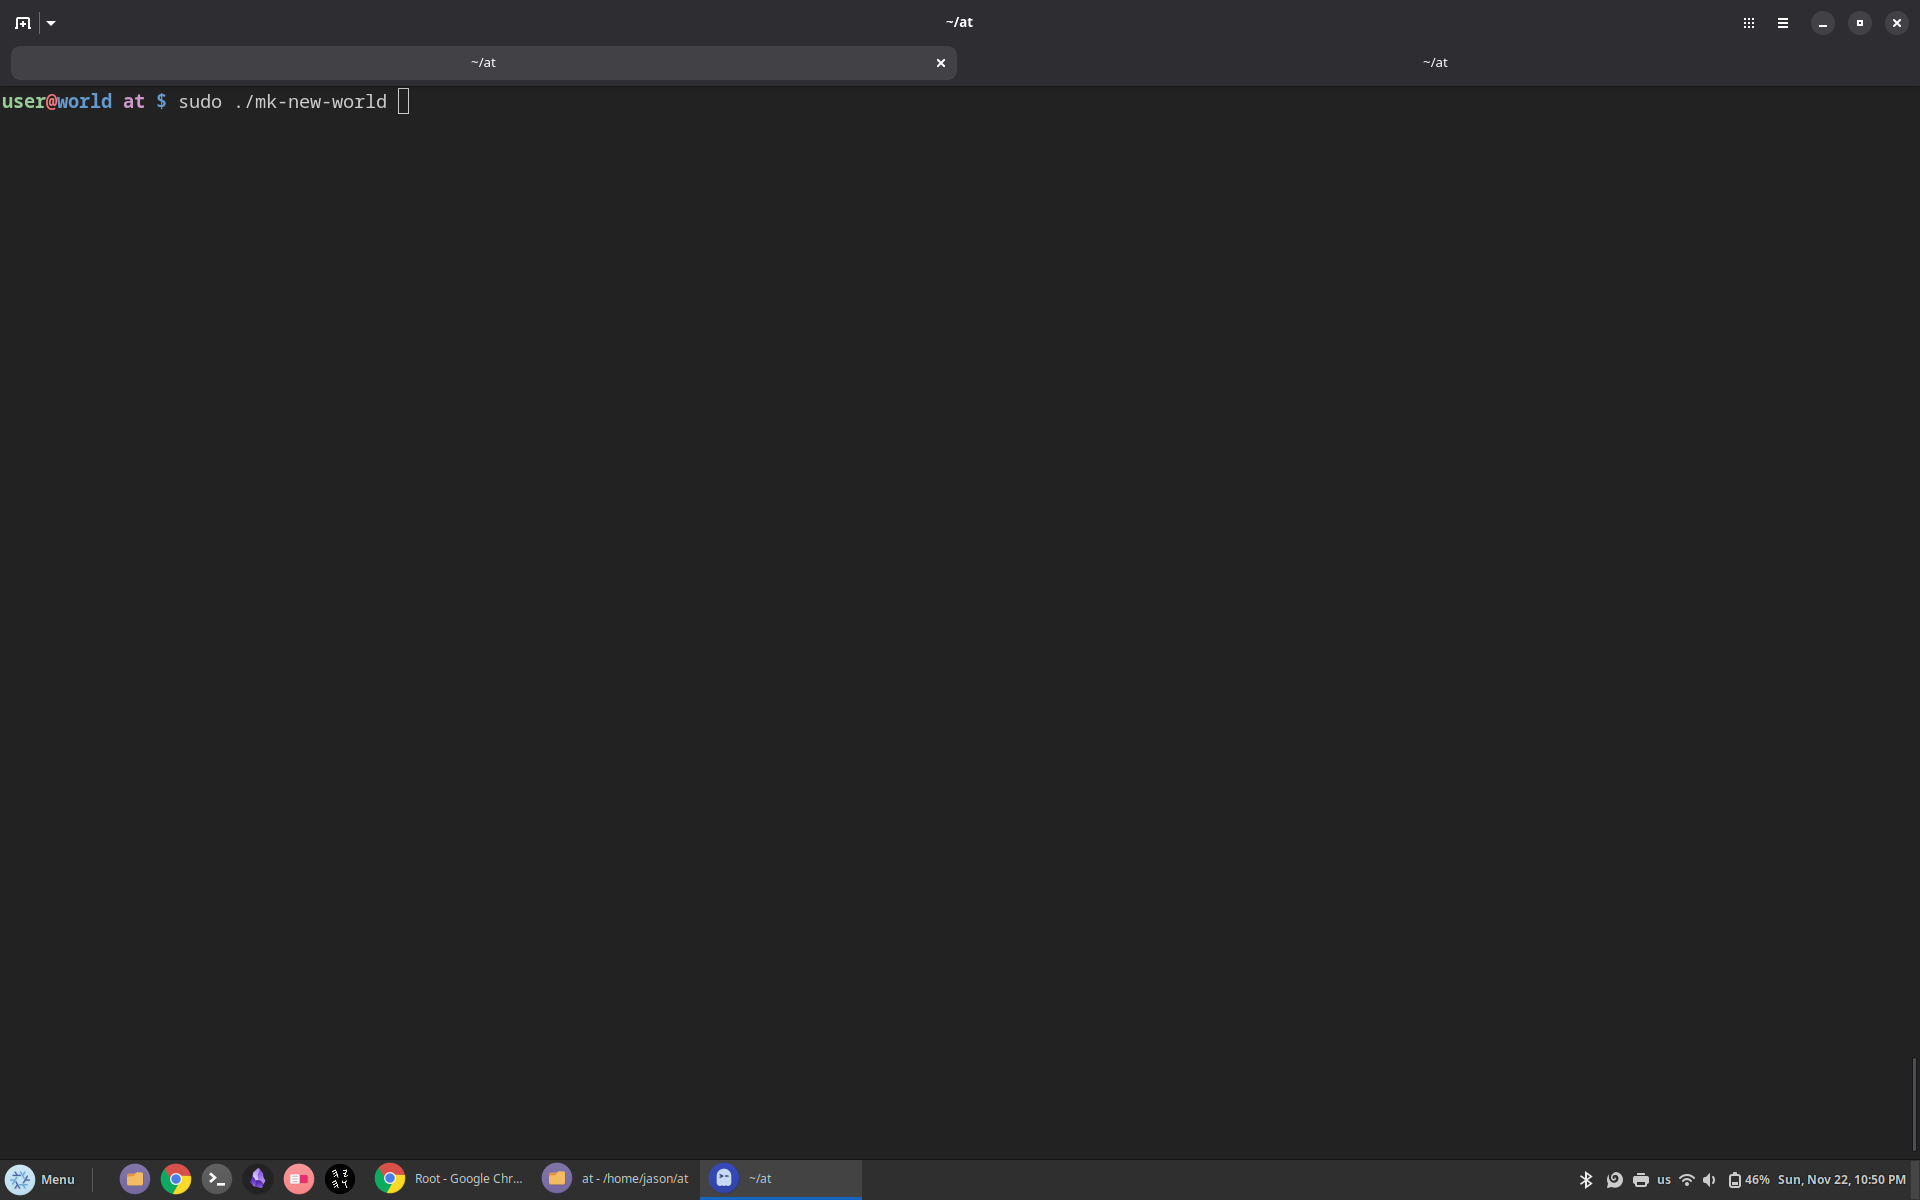 ~/at
~/at
~/at
user@world at $ sudo ./mk-new-world
Menu
Root - Google Chr...
at - /home/jason/at
~/at
us
46%
Sun, Nov 22, 10:50 PM